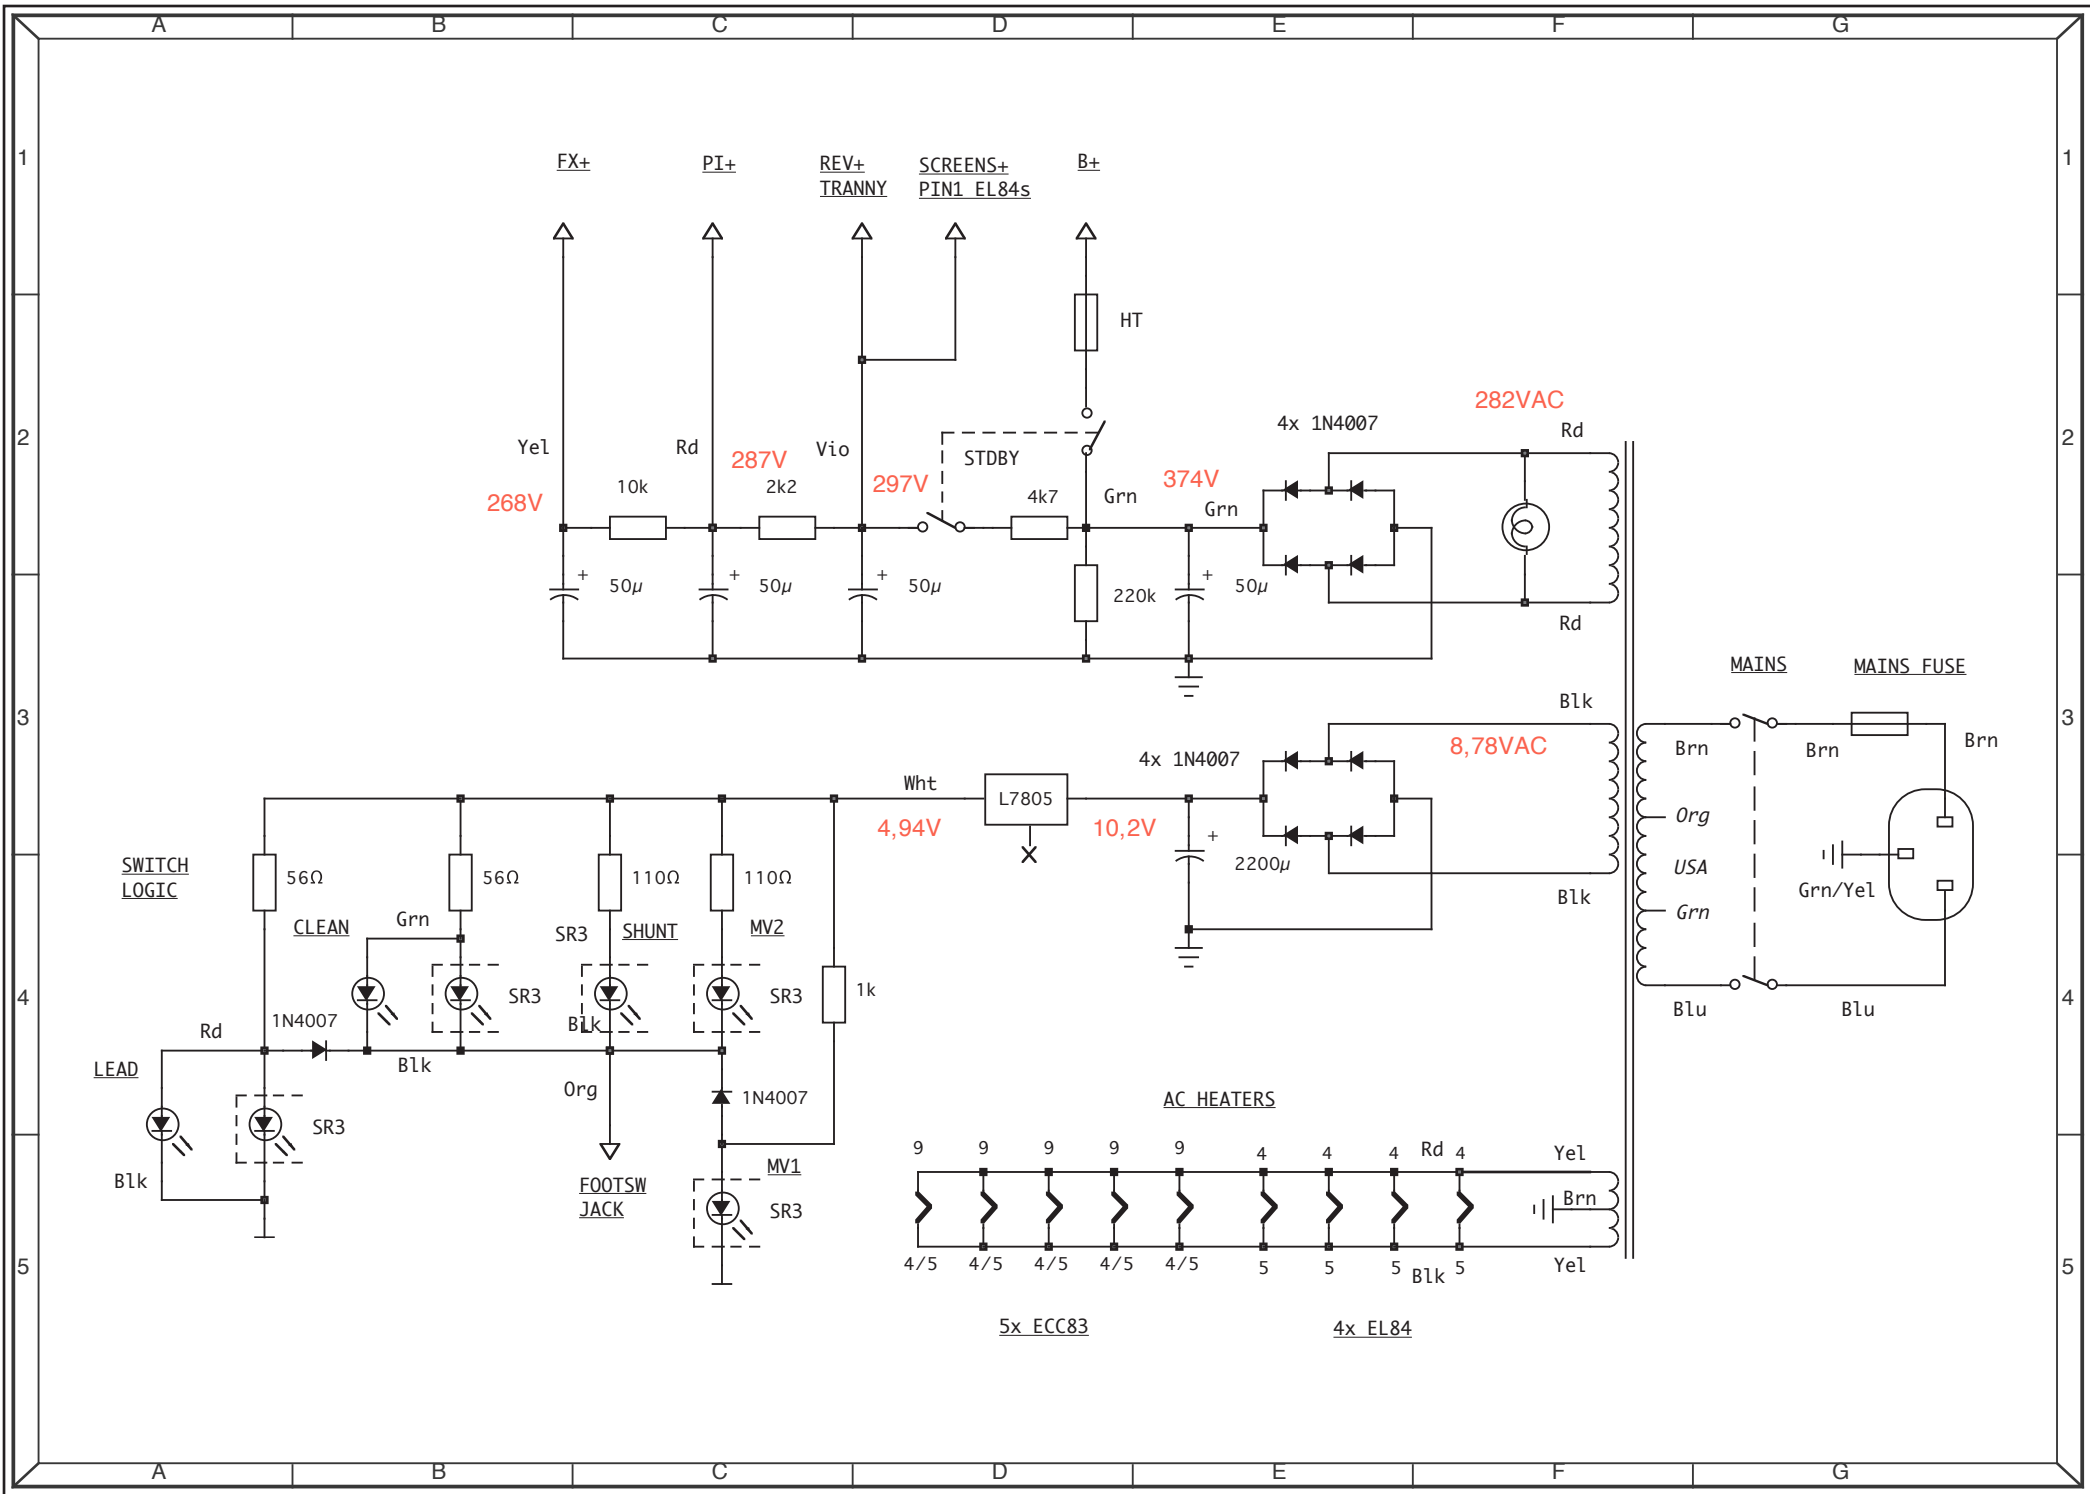 A B C D E F G
1 1
FX+ PI+ REV+ SCREENS+ B+
TRANNY PIN1 EL84s
HT
282VAC
2 4x 1N4007 Rd 2
Yel Rd 287V Vio STDBY
268V 10k 2k2 297V 4k7 Grn 374V Grn
+ 50µ + 50µ + 50µ 220k + 50µ
Rd
MAINS MAINS FUSE
Blk
3 3
4x 1N4007 8,78VAC Brn Brn Brn
Wht L7805
4,94V 10,2V Org
+ 2200µ
SWITCH
LOGIC
56Ω 56Ω 110Ω 110Ω USA
CLEAN Grn SR3 SHUNT MV2 Blk Grn Grn/Yel
4 SR3 SR3 1k 4
Rd 1N4007 Blk Blu Blu
LEAD Blk
Org 1N4007 AC HEATERS
SR3
9 9 9 9 9 4 4 4 Rd 4 Yel
Blk FOOTSW MV1
JACK SR3 Brn
5 4/5 4/5 4/5 4/5 4/5 5 5 5 Blk 5 Yel 5
5x ECC83 4x EL84
A B C D E F G